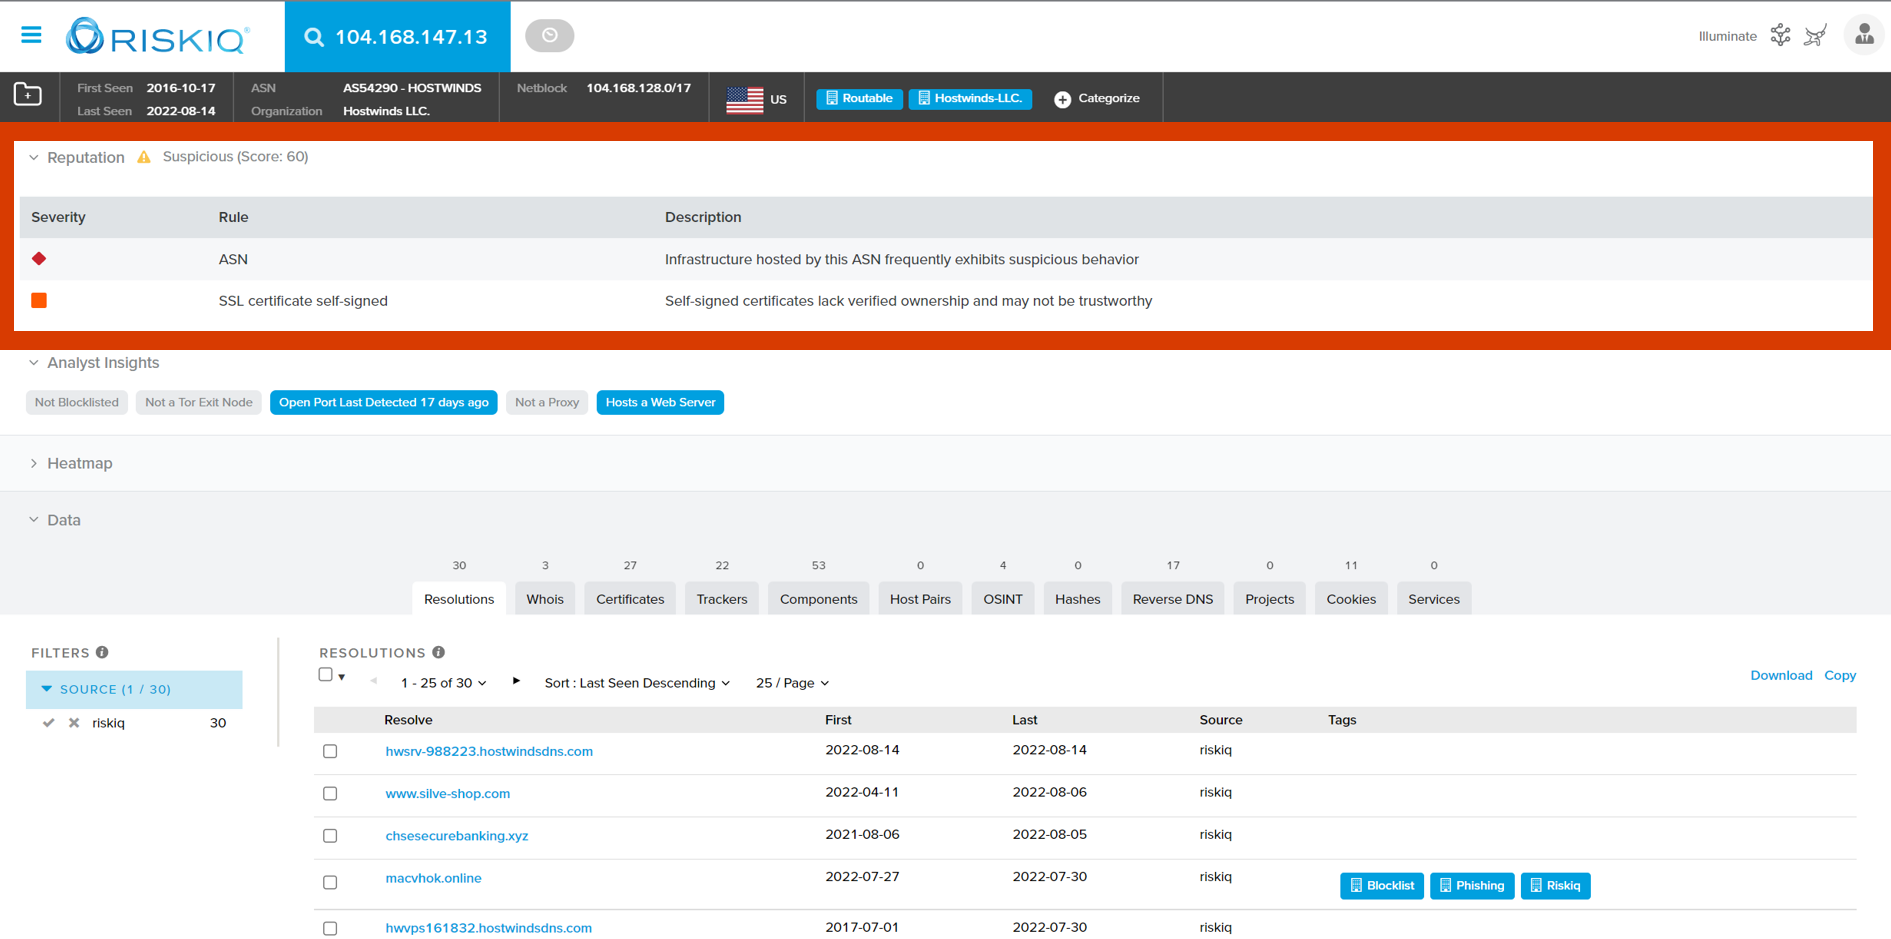 RISKIQ®
104.168.147.13
Illuminate
First Seen 2016-10-17 ASN AS54290 - HOSTWINDS Netblock 104.168.128.0/17 US Routable Hostwinds-LLC. Categorize
Last Seen 2022-08-14 Organization Hostwinds LLC.
Reputation Suspicious (Score: 60)
Severity Rule Description
ASN Infrastructure hosted by this ASN frequently exhibits suspicious behavior
SSL certificate self-signed Self-signed certificates lack verified ownership and may not be trustworthy
Analyst Insights
Not Blocklisted Not a Tor Exit Node Open Port Last Detected 17 days ago Not a Proxy Hosts a Web Server
Heatmap
Data
30 3 27 22 53 0 4 0 17 0 11 0
Resolutions Whois Certificates Trackers Components Host Pairs OSINT Hashes Reverse DNS Projects Cookies Services
FILTERS
SOURCE (1 / 30)
riskiq 30
RESOLUTIONS
1 - 25 of 30 Sort : Last Seen Descending 25 / Page Download Copy
Resolve First Last Source Tags
hwsrv-988223.hostwindsdns.com 2022-08-14 2022-08-14 riskiq
www.silve-shop.com 2022-04-11 2022-08-06 riskiq
chsesecurebanking.xyz 2021-08-06 2022-08-05 riskiq
macvhok.online 2022-07-27 2022-07-30 riskiq Blocklist Phishing Riskiq
hwvps161832.hostwindsdns.com 2017-07-01 2022-07-30 riskiq